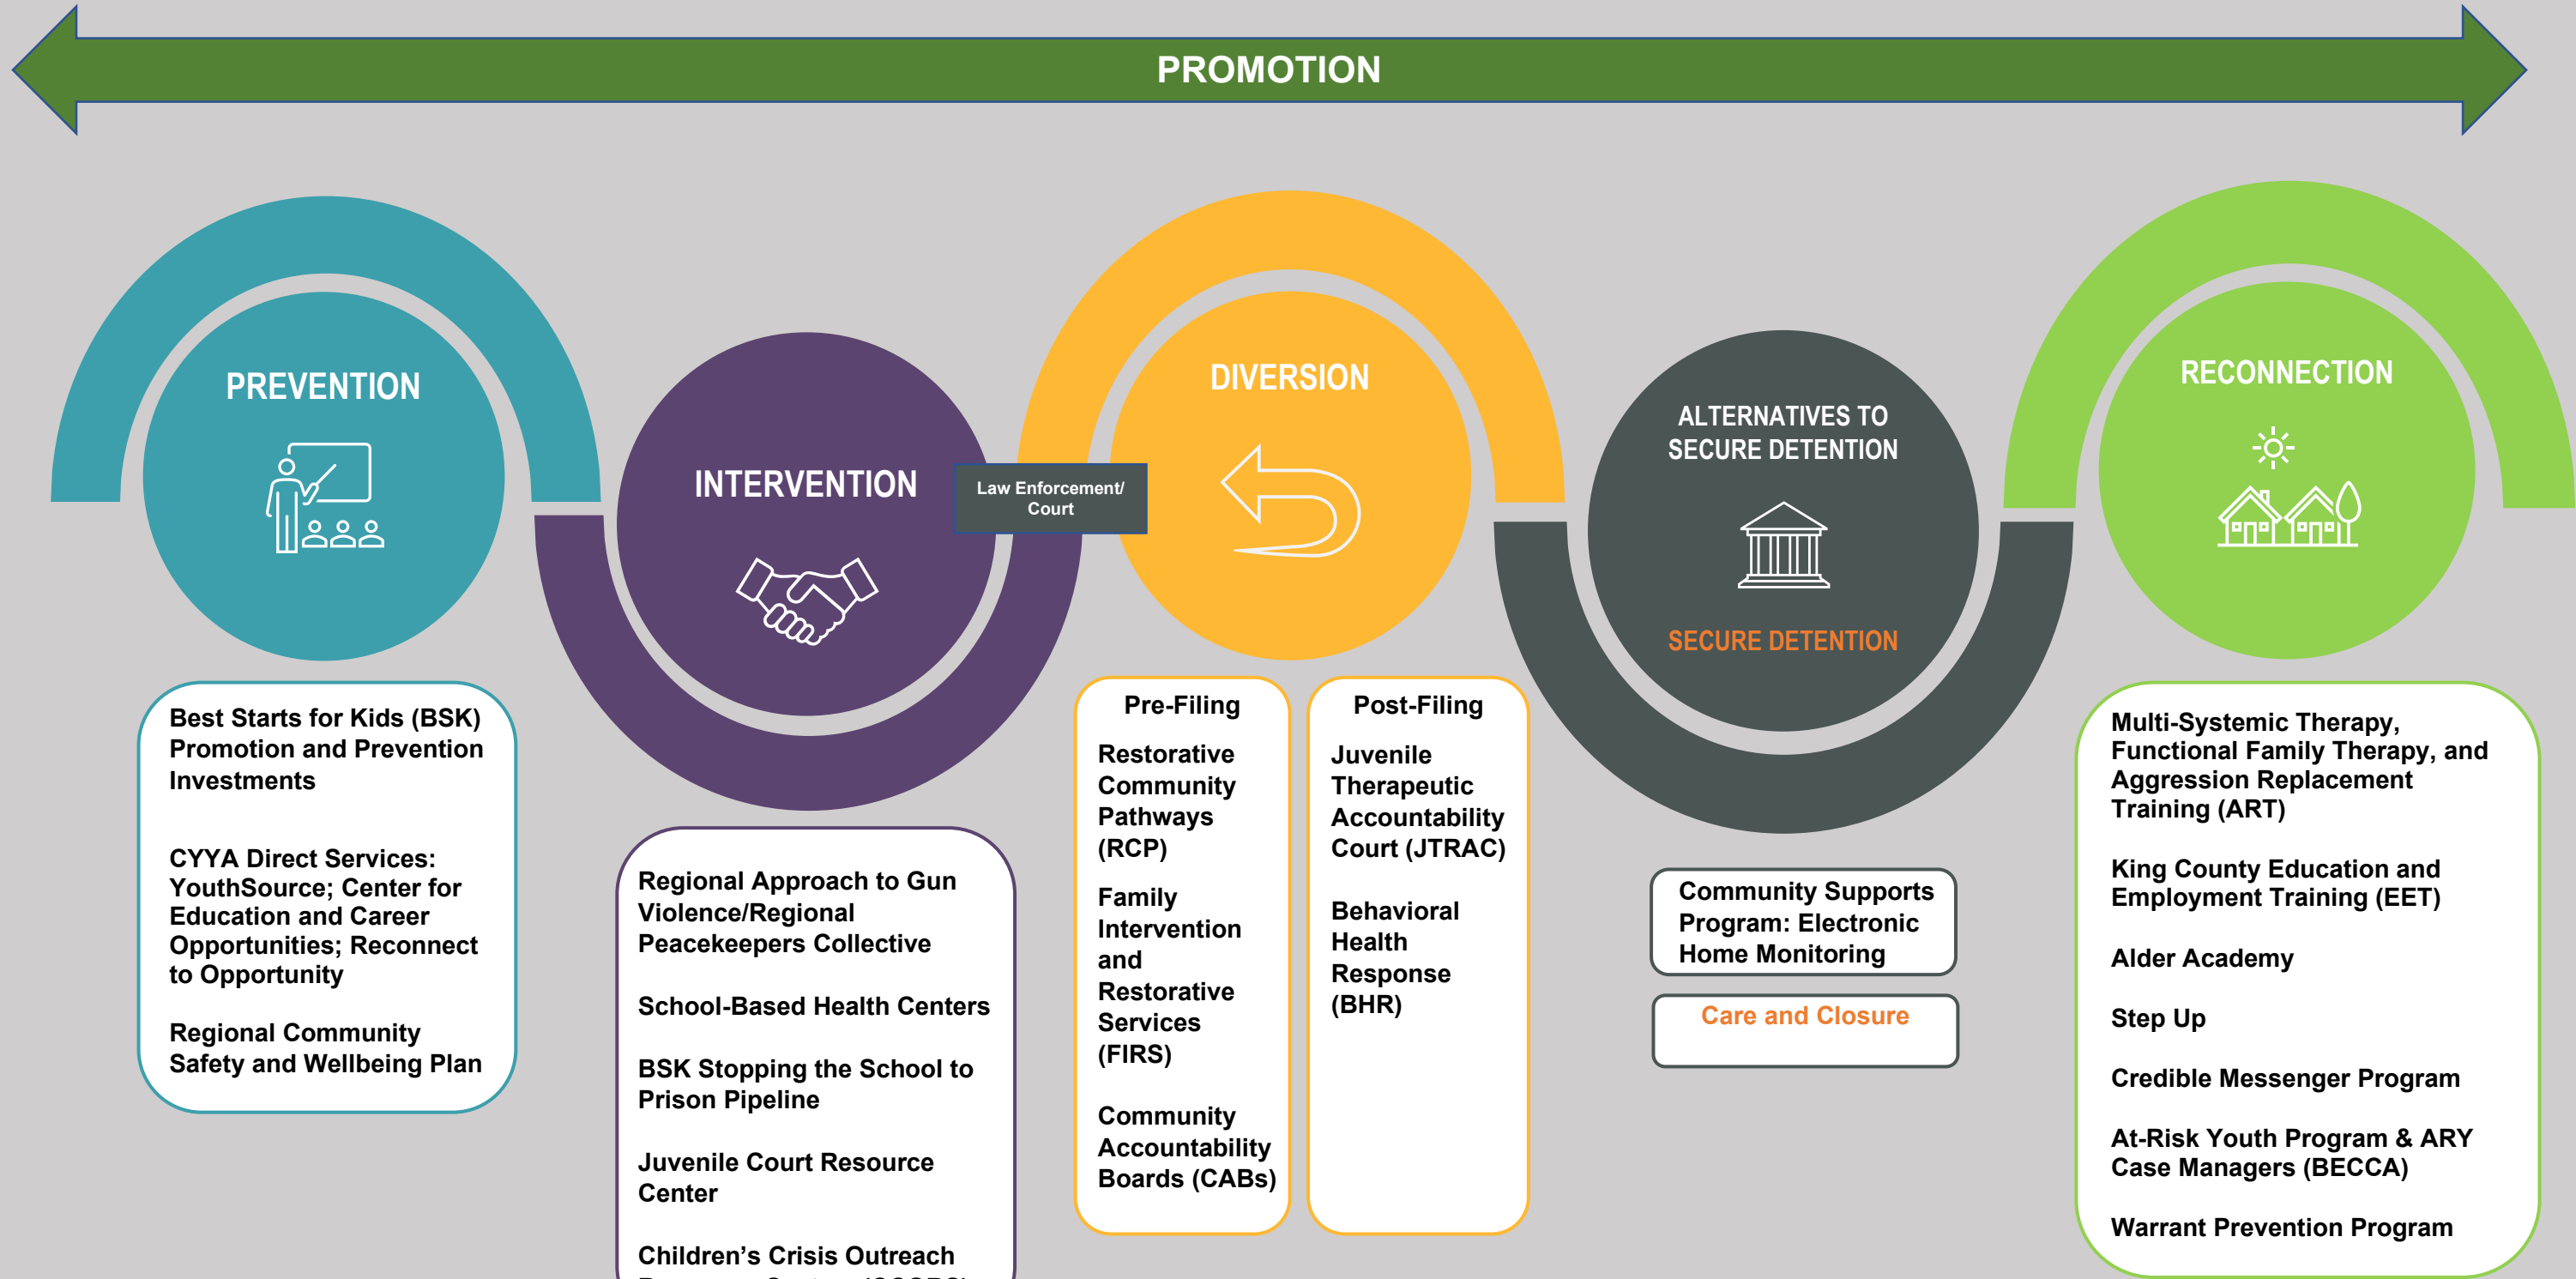 PROMOTION
PREVENTION
Best Starts for Kids (BSK)
Promotion and Prevention
Investments
CYYA Direct Services:
YouthSource; Center for
Education and Career
Opportunities; Reconnect
to Opportunity
Regional Community
Safety and Wellbeing Plan
INTERVENTION
Regional Approach to Gun
Violence/Regional
Peacekeepers Collective
School-Based Health Centers
BSK Stopping the School to
Prison Pipeline
Juvenile Court Resource
Center
Children’s Crisis Outreach
Law Enforcement/
Court
DIVERSION
Pre-Filing
Restorative
Community
Pathways
(RCP)
Family
Intervention
and
Restorative
Services
(FIRS)
Community
Accountability
Boards (CABs)
Post-Filing
Juvenile
Therapeutic
Accountability
Court (JTRAC)
Behavioral
Health
Response
(BHR)
ALTERNATIVES TO
SECURE DETENTION
SECURE DETENTION
Community Supports
Program: Electronic
Home Monitoring
Care and Closure
RECONNECTION
Multi-Systemic Therapy,
Functional Family Therapy, and
Aggression Replacement
Training (ART)
King County Education and
Employment Training (EET)
Alder Academy
Step Up
Credible Messenger Program
At-Risk Youth Program & ARY
Case Managers (BECCA)
Warrant Prevention Program